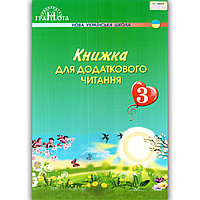 ГРАМОТА
НОВА УКРАЇНСЬКА ШКОЛА
Книжка
ДЛЯ ДОДАТКОВОГО
ЧИТАННЯ
3